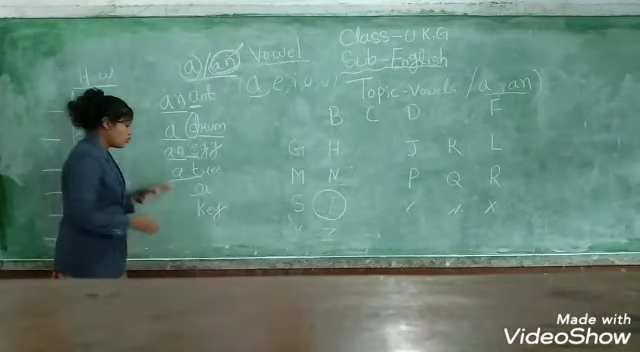 Class-U.K.G
Sub-English
Topic-Vowels / a, an)
H.W
a)/an Vowel
(a, e, i, o, u)
an ant
a drum
an egg
a tree
a
Key
B C D F
G H J K L
M N P Q R
S T V W X
Y Z
Made with
VideoShow